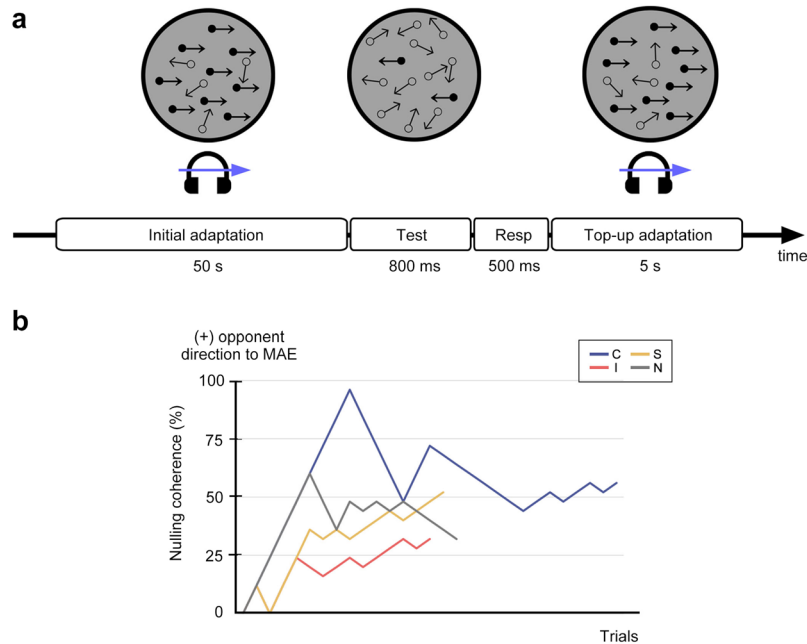 a
Initial adaptation
Test
Resp
Top-up adaptation
50 s
800 ms
500 ms
5 s
time
b
(+) opponent
direction to MAE
C
S
I
N
Nulling coherence (%)
100
75
50
25
0
Trials